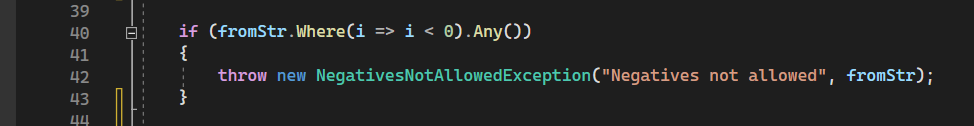 39
40 if (fromStr.Where(i => i < 0).Any())
41 {
42 throw new NegativesNotAllowedException("Negatives not allowed", fromStr);
43 }
44